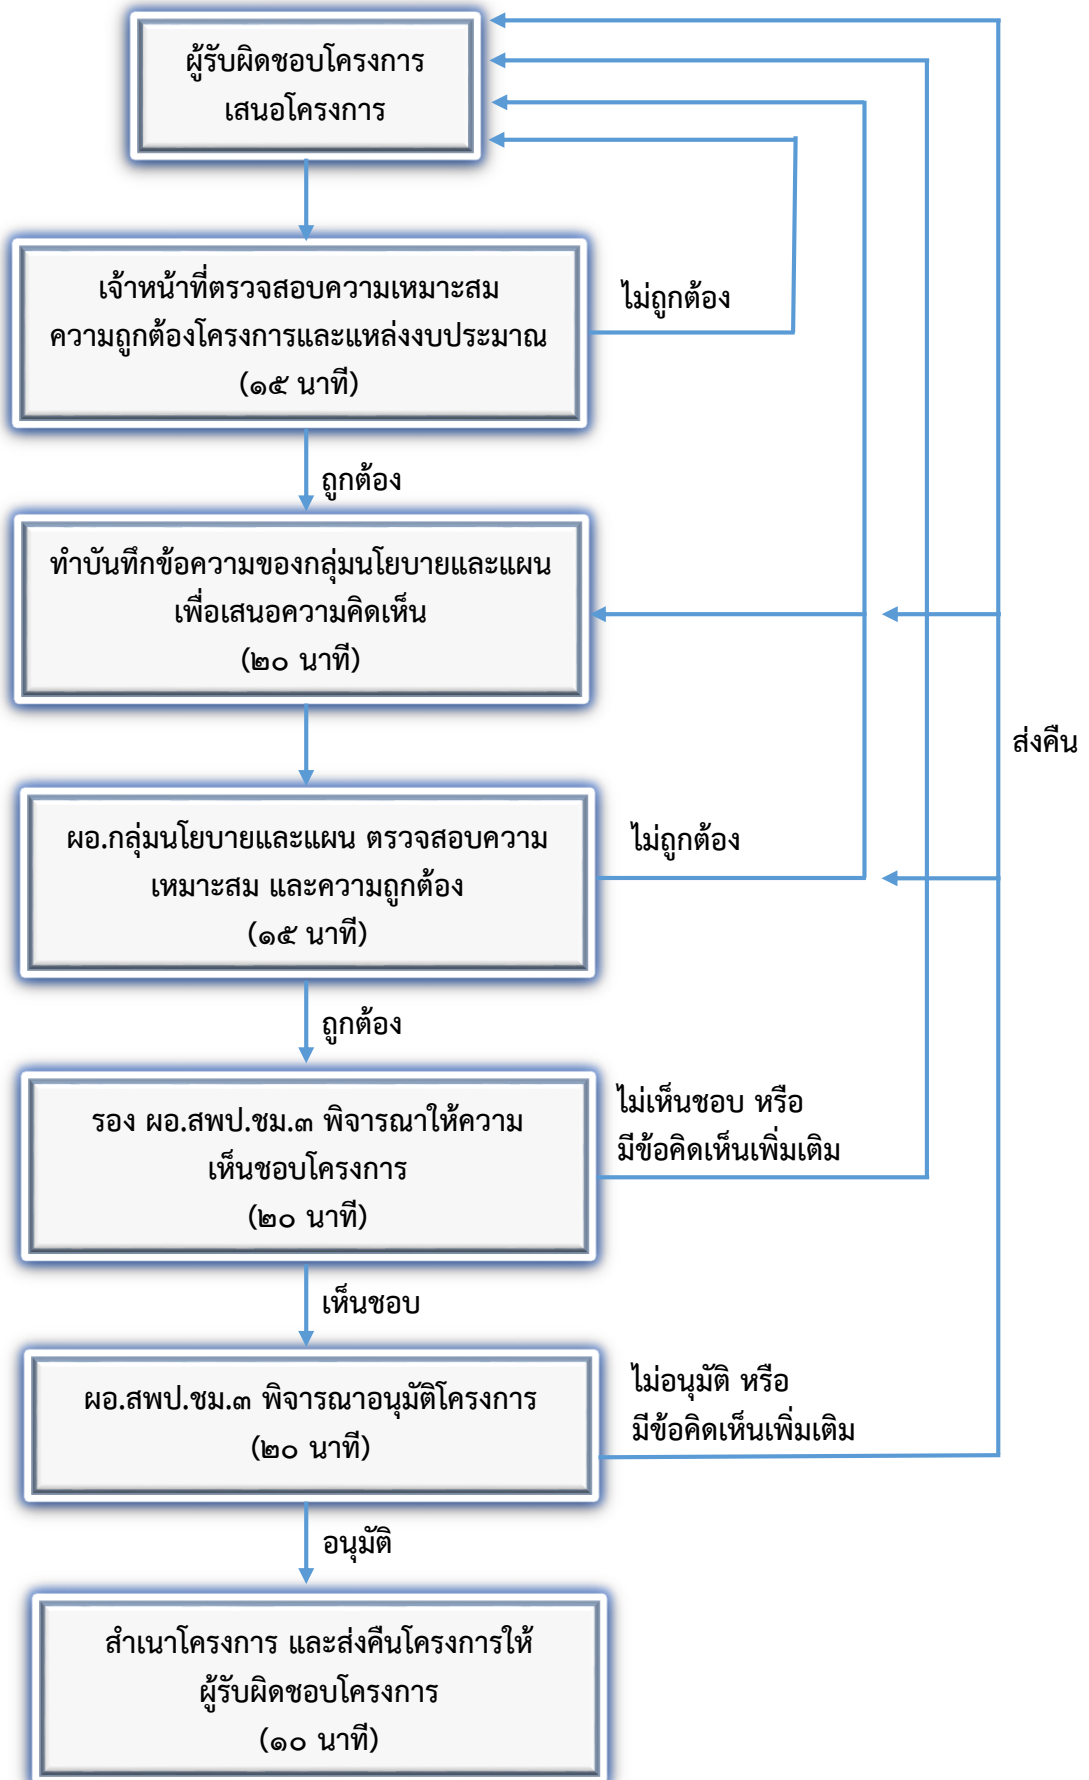 ผู้รับผิดชอบโครงการ
เสนอโครงการ
เจ้าหน้าที่ตรวจสอบความเหมาะสม
ความถูกต้องโครงการและแหล่งงบประมาณ
(๑๕ นาที)
ไม่ถูกต้อง
ถูกต้อง
ทำบันทึกข้อความของกลุ่มนโยบายและแผน
เพื่อเสนอความคิดเห็น
(๒๐ นาที)
ส่งคืน
ผอ.กลุ่มนโยบายและแผน ตรวจสอบความ
เหมาะสม และความถูกต้อง
(๑๕ นาที)
ไม่ถูกต้อง
ถูกต้อง
รอง ผอ.สพป.ชม.๓ พิจารณาให้ความ
เห็นชอบโครงการ
(๒๐ นาที)
ไม่เห็นชอบ หรือ
มีข้อคิดเห็นเพิ่มเติม
เห็นชอบ
ผอ.สพป.ชม.๓ พิจารณาอนุมัติโครงการ
(๒๐ นาที)
ไม่อนุมัติ หรือ
มีข้อคิดเห็นเพิ่มเติม
อนุมัติ
สำเนาโครงการ และส่งคืนโครงการให้
ผู้รับผิดชอบโครงการ
(๑๐ นาที)